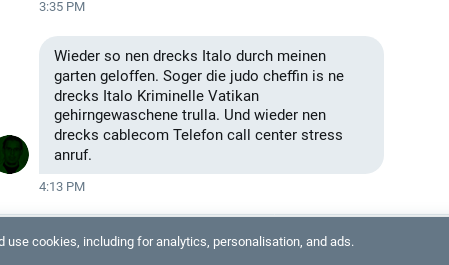 3:35 PM
Wieder so nen drecks Italo durch meinen
garten geloffen. Soger die judo cheffin is ne
drecks Italo Kriminelle Vatikan
gehirngewaschene trulla. Und wieder nen
drecks cablecom Telefon call center stress
anruf.
4:13 PM
d use cookies, including for analytics, personalisation, and ads.